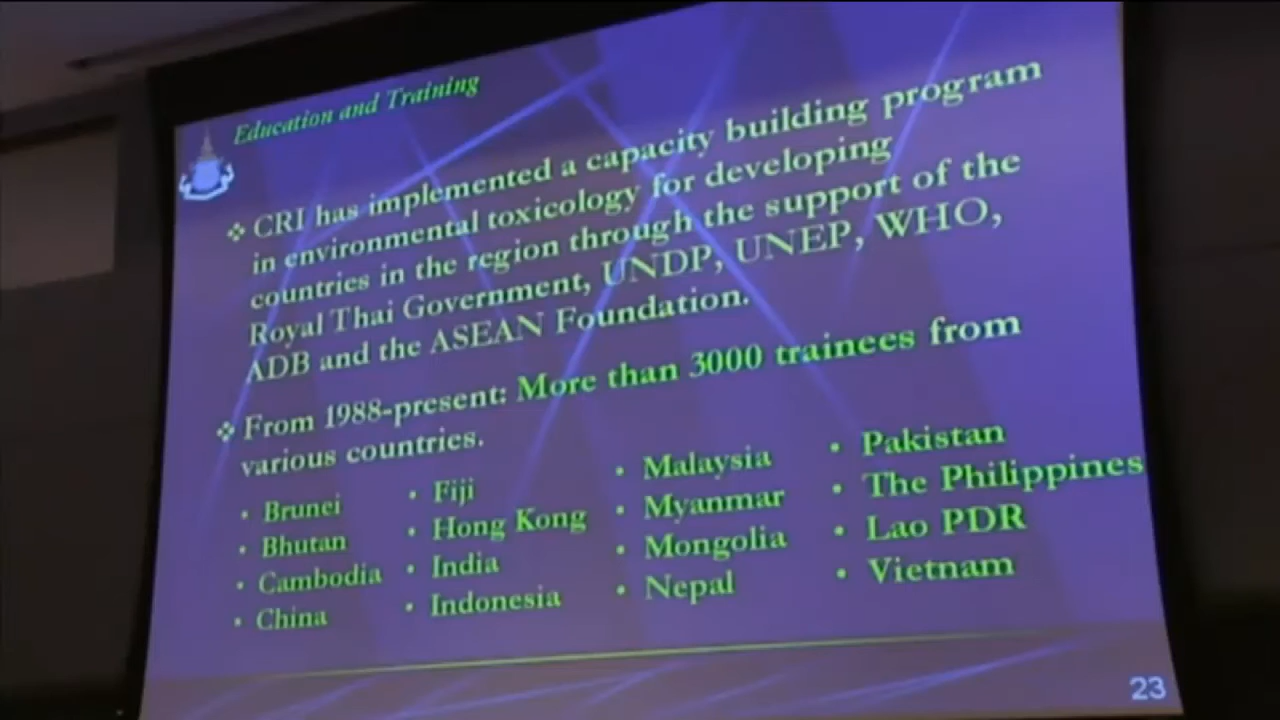 Education and Training
❖ CRI has implemented a capacity building program
in environmental toxicology for developing
countries in the region through the support of the
Royal Thai Government, UNDP, UNEP, WHO,
ADB and the ASEAN Foundation.
❖ From 1988-present: More than 3000 trainees from
various countries.
• Brunei
• Bhutan
• Cambodia
• China
• Fiji
• Hong Kong
• India
• Indonesia
• Malaysia
• Myanmar
• Mongolia
• Nepal
• Pakistan
• The Philippines
• Lao PDR
• Vietnam
23